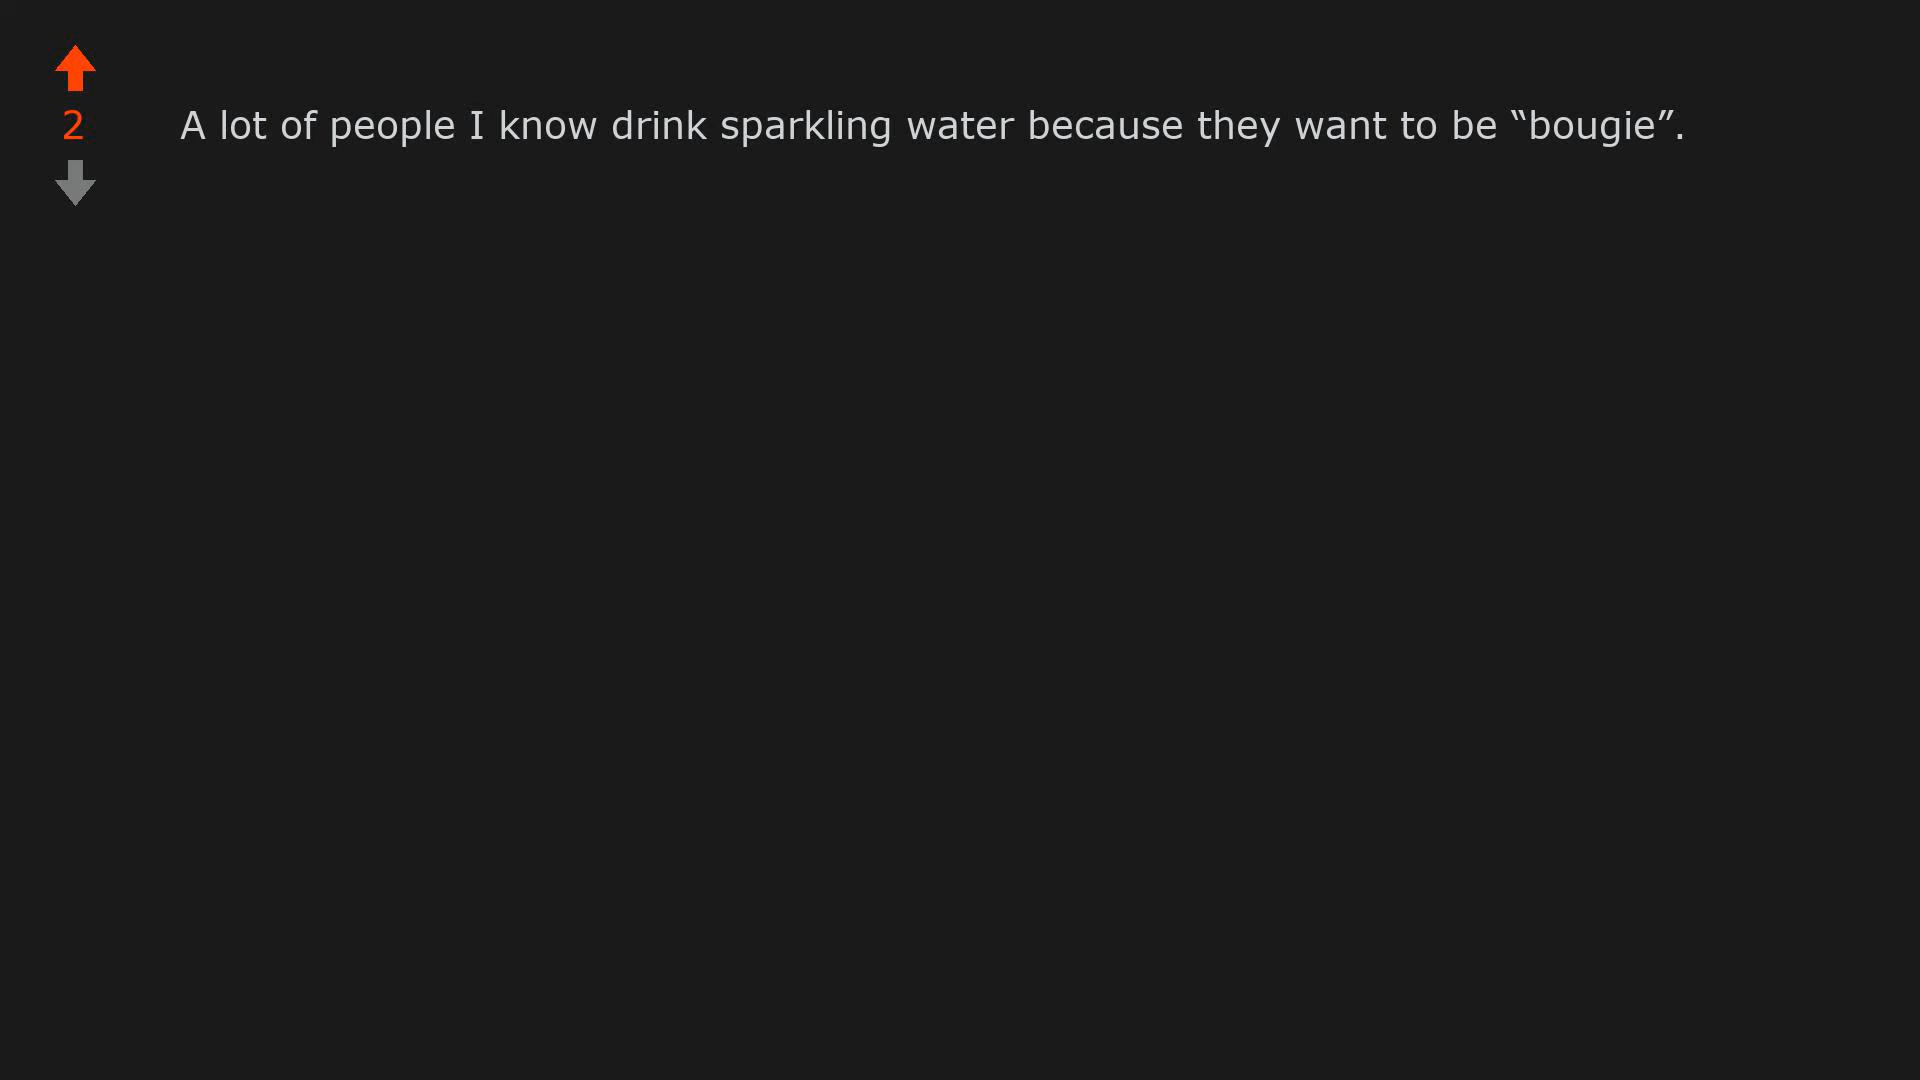 2
A lot of people I know drink sparkling water because they want to be “bougie”.